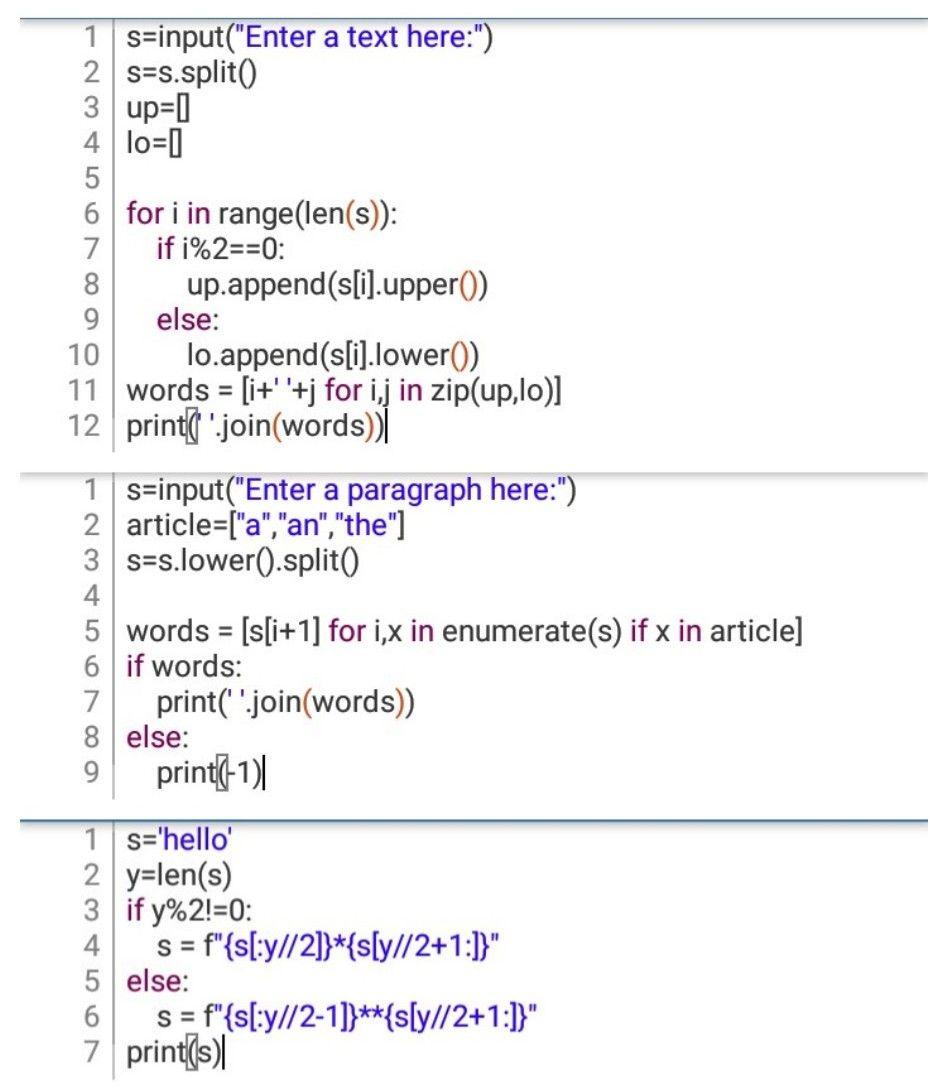 1 s=input("Enter a text here:")
2 s=s.split()
3 up=[]
4 lo=[]
5
6 for i in range(len(s)):
7 if i%2==0:
8 up.append(s[i].upper())
9 else:
10 lo.append(s[i].lower())
11 words = [i+' '+j for i,j in zip(up,lo)]
12 print(' '.join(words))
1 s=input("Enter a paragraph here:")
2 article=["a","an","the"]
3 s=s.lower().split()
4
5 words = [s[i+1] for i,x in enumerate(s) if x in article]
6 if words:
7 print(' '.join(words))
8 else:
9 print(-1)
1 s='hello'
2 y=len(s)
3 if y%2!=0:
4 s = f"{s[:y//2]}*{s[y//2+1:]}"
5 else:
6 s = f"{s[:y//2-1]}**{s[y//2+1:]}"
7 print(s)